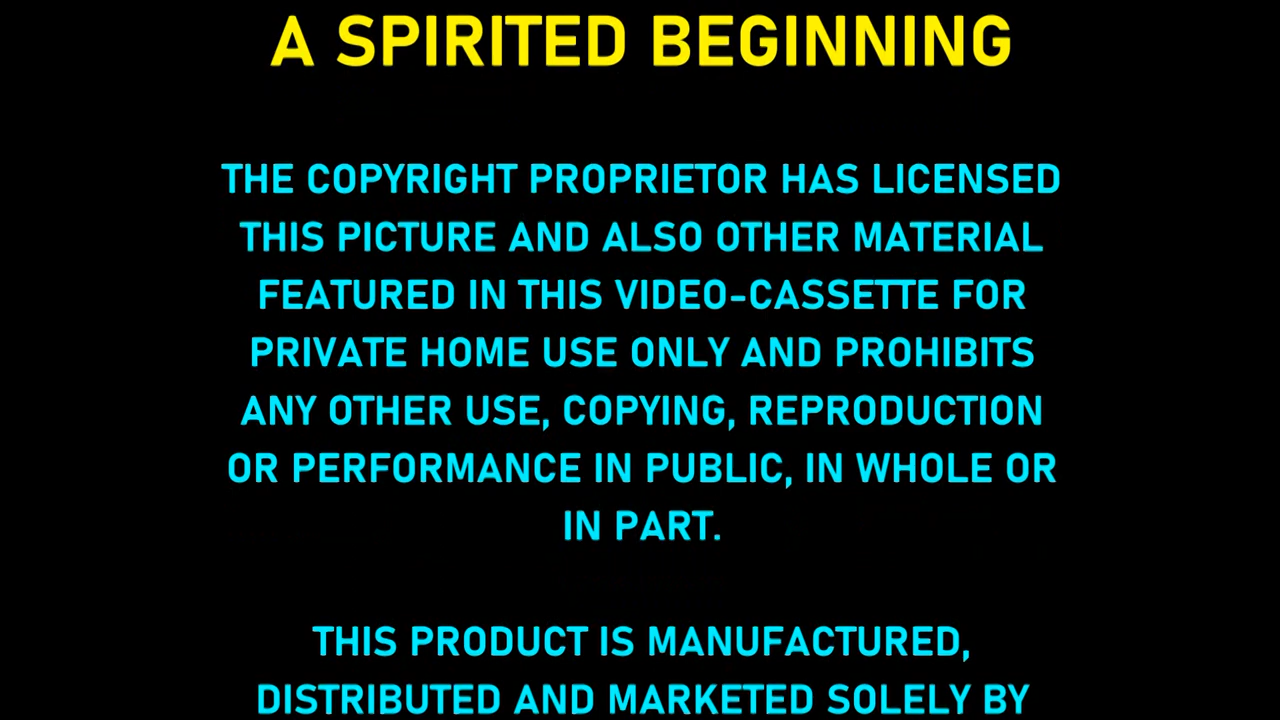 A SPIRITED BEGINNING
THE COPYRIGHT PROPRIETOR HAS LICENSED
THIS PICTURE AND ALSO OTHER MATERIAL
FEATURED IN THIS VIDEO-CASSETTE FOR
PRIVATE HOME USE ONLY AND PROHIBITS
ANY OTHER USE, COPYING, REPRODUCTION
OR PERFORMANCE IN PUBLIC, IN WHOLE OR
IN PART.
THIS PRODUCT IS MANUFACTURED,
DISTRIBUTED AND MARKETED SOLELY BY